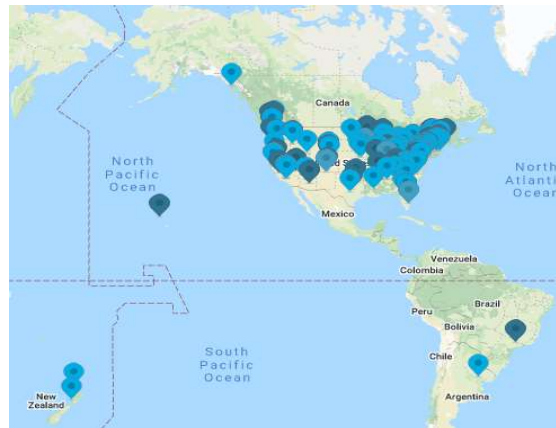 Canada
North
Pacific
Ocean
d States
North
Atlantic
Ocean
Mexico
Venezuela
Colombia
Peru
Brazil
Bolivia
South
Pacific
Ocean
Chile
New
Zealand
Argentina